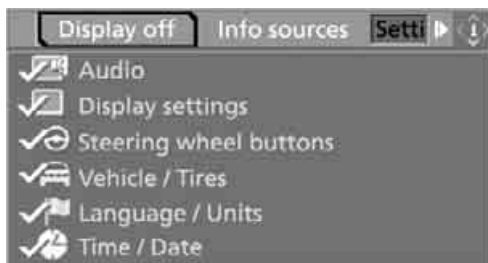 Display off Info sources Setti
Audio
Display settings
Steering wheel buttons
Vehicle / Tires
Language / Units
Time / Date